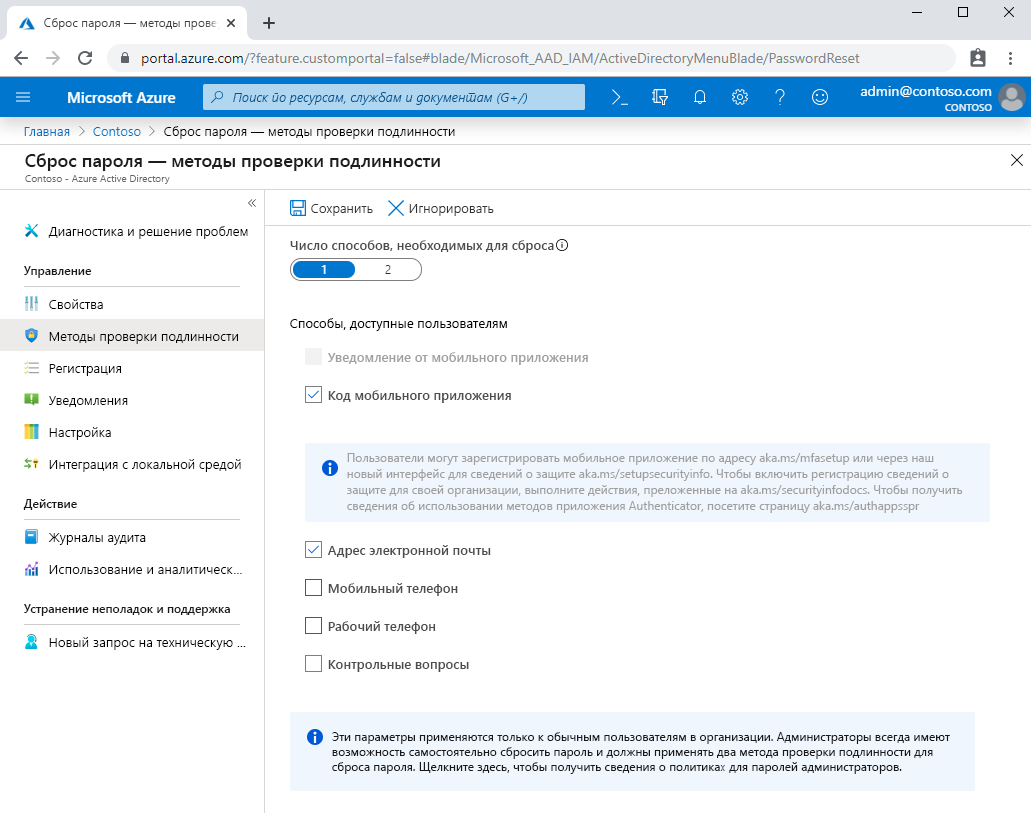 Сброс пароля — методы прове
portal.azure.com/?feature.customportal=false#blade/Microsoft_AAD_IAM/ActiveDirectoryMenuBlade/PasswordReset
Microsoft Azure
Поиск по ресурсам, службам и документам (G+/)
admin@contoso.com
CONTOSO
Главная > Contoso > Сброс пароля — методы проверки подлинности
Сброс пароля — методы проверки подлинности
Contoso - Azure Active Directory
«
Диагностика и решение проблем
Управление
Свойства
Методы проверки подлинности
Регистрация
Уведомления
Настройка
Интеграция с локальной средой
Действие
Журналы аудита
Использование и аналитическ...
Устранение неполадок и поддержка
Новый запрос на техническую ...
Сохранить
Игнорировать
Число способов, необходимых для сброса
1 2
Способы, доступные пользователям
Уведомление от мобильного приложения
Код мобильного приложения
Пользователи могут зарегистрировать мобильное приложение по адресу aka.ms/mfasetup или через наш
новый интерфейс для сведений о защите aka.ms/setupsecurityinfo. Чтобы включить регистрацию сведений о
защите для своей организации, выполните действия, преложенные на aka.ms/securityinfodocs. Чтобы получить
сведения об использовании методов приложения Authenticator, посетите страницу aka.ms/authappsspr
Адрес электронной почты
Мобильный телефон
Рабочий телефон
Контрольные вопросы
Эти параметры применяются только к обычным пользователям в организации. Администраторы всегда имеют
возможность самостоятельно сбросить пароль и должны применять два метода проверки подлинности для
сброса пароля. Щелкните здесь, чтобы получить сведения о политиках для паролей администраторов.